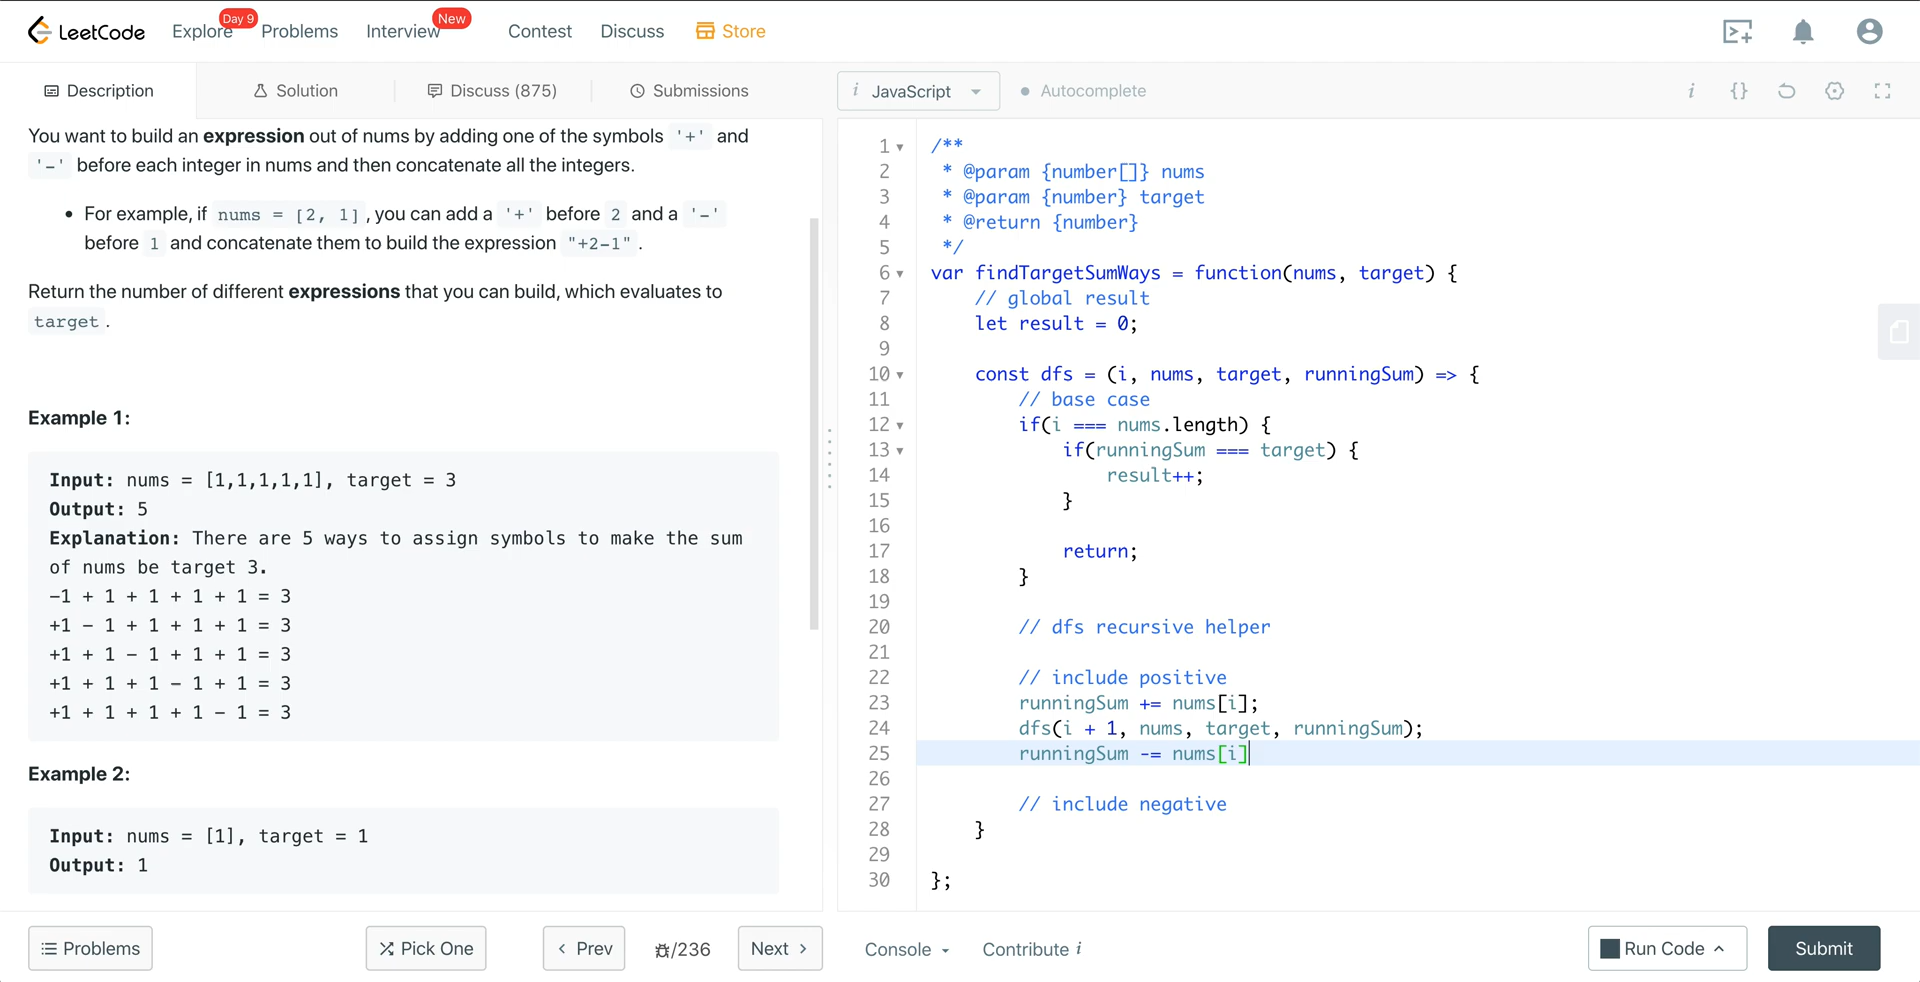 LeetCode
Explore
Day 9
Problems
Interview
New
Contest
Discuss
Store
Description
Solution
Discuss (875)
Submissions
i JavaScript
Autocomplete
i
{}
You want to build an expression out of nums by adding one of the symbols '+' and
'-' before each integer in nums and then concatenate all the integers.
• For example, if nums = [2, 1] , you can add a '+' before 2 and a '-'
before 1 and concatenate them to build the expression "+2-1" .
Return the number of different expressions that you can build, which evaluates to
target .
Example 1:
Input: nums = [1,1,1,1,1], target = 3
Output: 5
Explanation: There are 5 ways to assign symbols to make the sum
of nums be target 3.
-1 + 1 + 1 + 1 + 1 = 3
+1 - 1 + 1 + 1 + 1 = 3
+1 + 1 - 1 + 1 + 1 = 3
+1 + 1 + 1 - 1 + 1 = 3
+1 + 1 + 1 + 1 - 1 = 3
Example 2:
Input: nums = [1], target = 1
Output: 1
1 /**
2 * @param {number[]} nums
3 * @param {number} target
4 * @return {number}
5 */
6 var findTargetSumWays = function(nums, target) {
7 // global result
8 let result = 0;
9
10 const dfs = (i, nums, target, runningSum) => {
11 // base case
12 if(i === nums.length) {
13 if(runningSum === target) {
14 result++;
15 }
16
17 return;
18 }
19
20 // dfs recursive helper
21
22 // include positive
23 runningSum += nums[i];
24 dfs(i + 1, nums, target, runningSum);
25 runningSum -= nums[i]
26
27 // include negative
28 }
29
30 };
Problems
Pick One
Prev
/236
Next
Console
Contribute i
Run Code
Submit